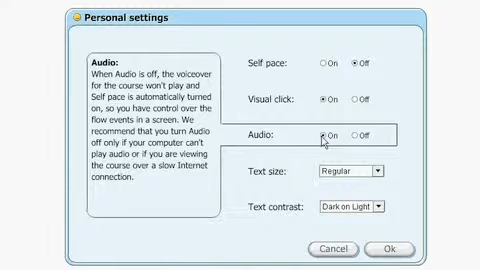 Personal settings
Audio:
When Audio is off, the voiceover
for the course won't play and
Self pace is automatically turned
on, so you have control over the
flow events in a screen. We
recommend that you turn Audio
off only if your computer can't
play audio or if you are viewing
the course over a slow Internet
connection.
Self pace: On Off
Visual click: On Off
Audio: On Off
Text size: Regular
Text contrast: Dark on Light
Cancel Ok